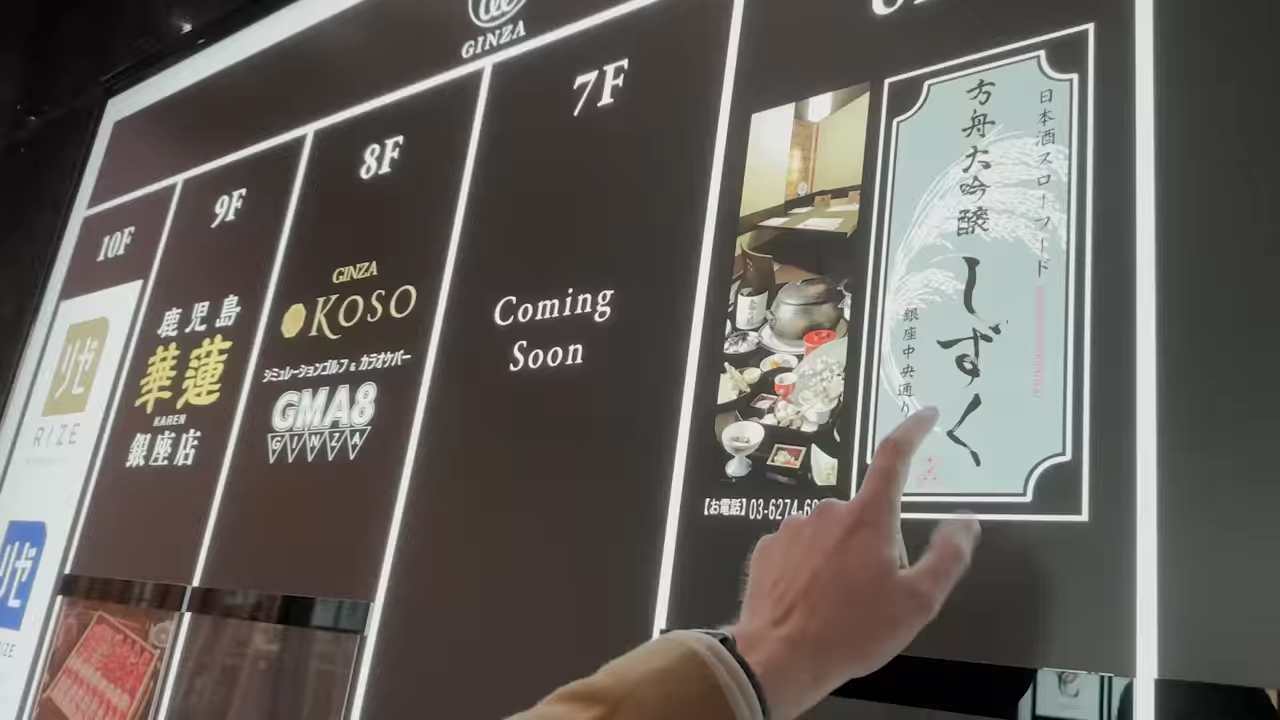 GINZA
10F
リゼ
RIZE
リゼ
9F
鹿児島
華蓮
KAREN
銀座店
8F
GINZA
KOSO
シミュレーションゴルフ & カラオケバー
GMA8
GINZA
7F
Coming
Soon
日本酒スローフード
方舟大吟醸
しずく
銀座中央通り
【お電話】03-6274-6